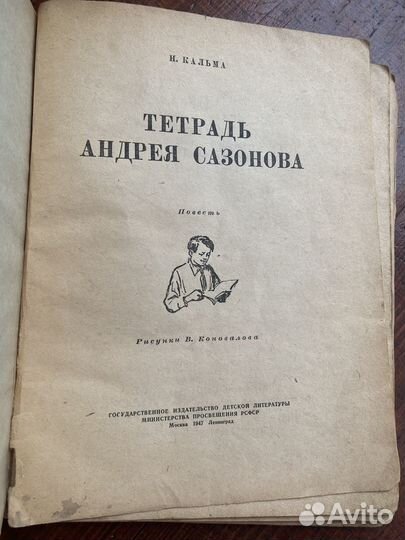 Н. КАЛЬМА
ТЕТРАДЬ
АНДРЕЯ САЗОНОВА
Повесть
Рисунки В. Коновалова
ГОСУДАРСТВЕННОЕ ИЗДАТЕЛЬСТВО ДЕТСКОЙ ЛИТЕРАТУРЫ
МИНИСТЕРСТВА ПРОСВЕЩЕНИЯ РСФСР
Москва 1947 Ленинград
Avito